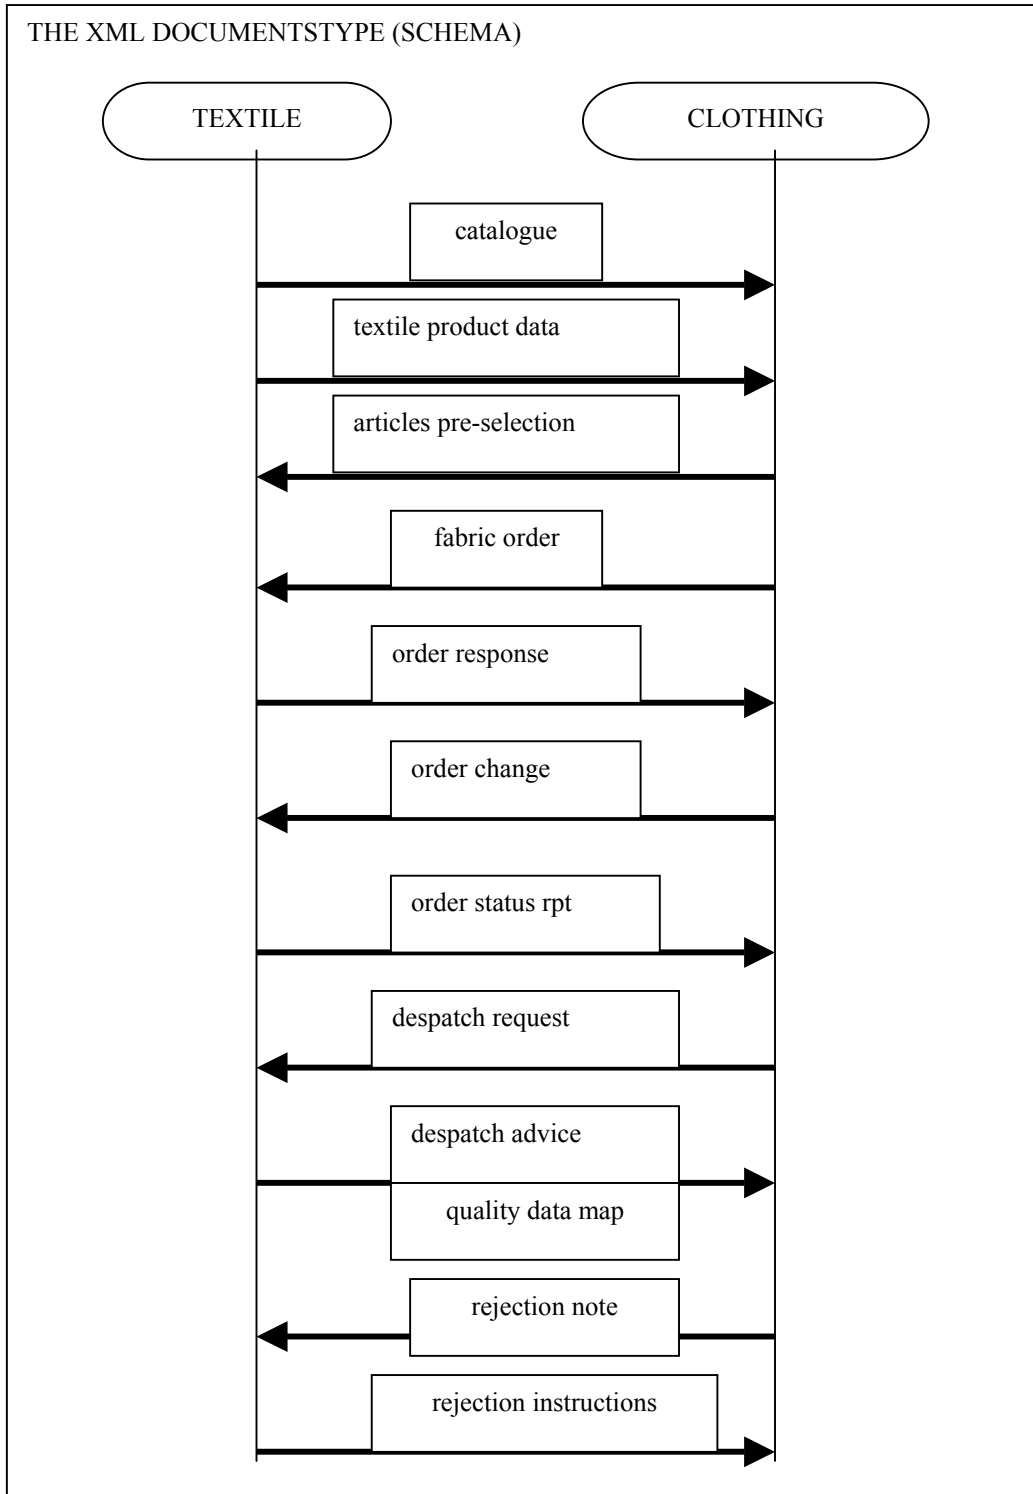 THE XML DOCUMENTSTYPE (SCHEMA)
TEXTILE
CLOTHING
catalogue
textile product data
articles pre-selection
fabric order
order response
order change
order status rpt
despatch request
despatch advice
quality data map
rejection note
rejection instructions